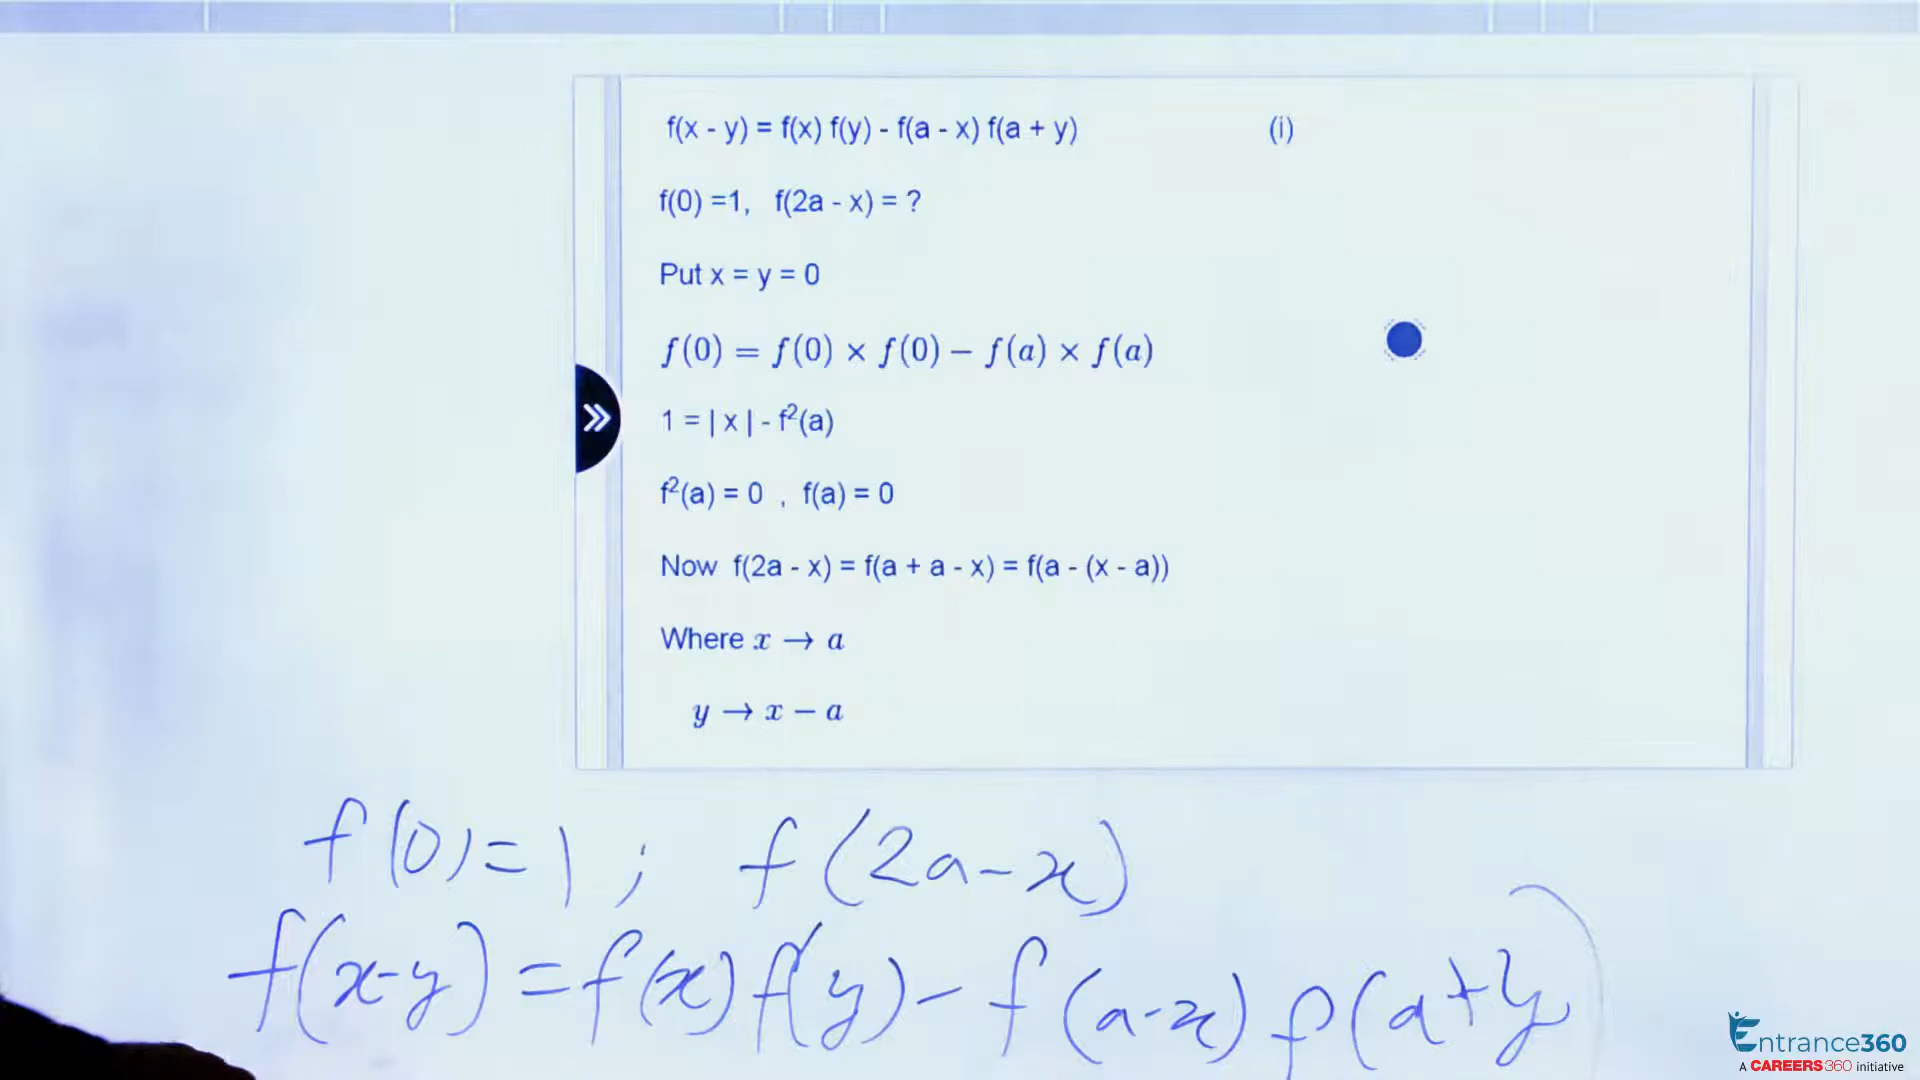 f(x - y) = f(x) f(y) - f(a - x) f(a + y) (i)
f(0) =1, f(2a - x) = ?
Put x = y = 0
f(0) = f(0) × f(0) − f(a) × f(a)
1 = | x | - f²(a)
f²(a) = 0 , f(a) = 0
Now f(2a - x) = f(a + a - x) = f(a - (x - a))
Where x → a
y → x − a
f(0)=1 ; f(2a-x)
f(x-y) = f(x) f(y) - f(a-x) f(a+y)
Entrance360
A CAREERS360 initiative